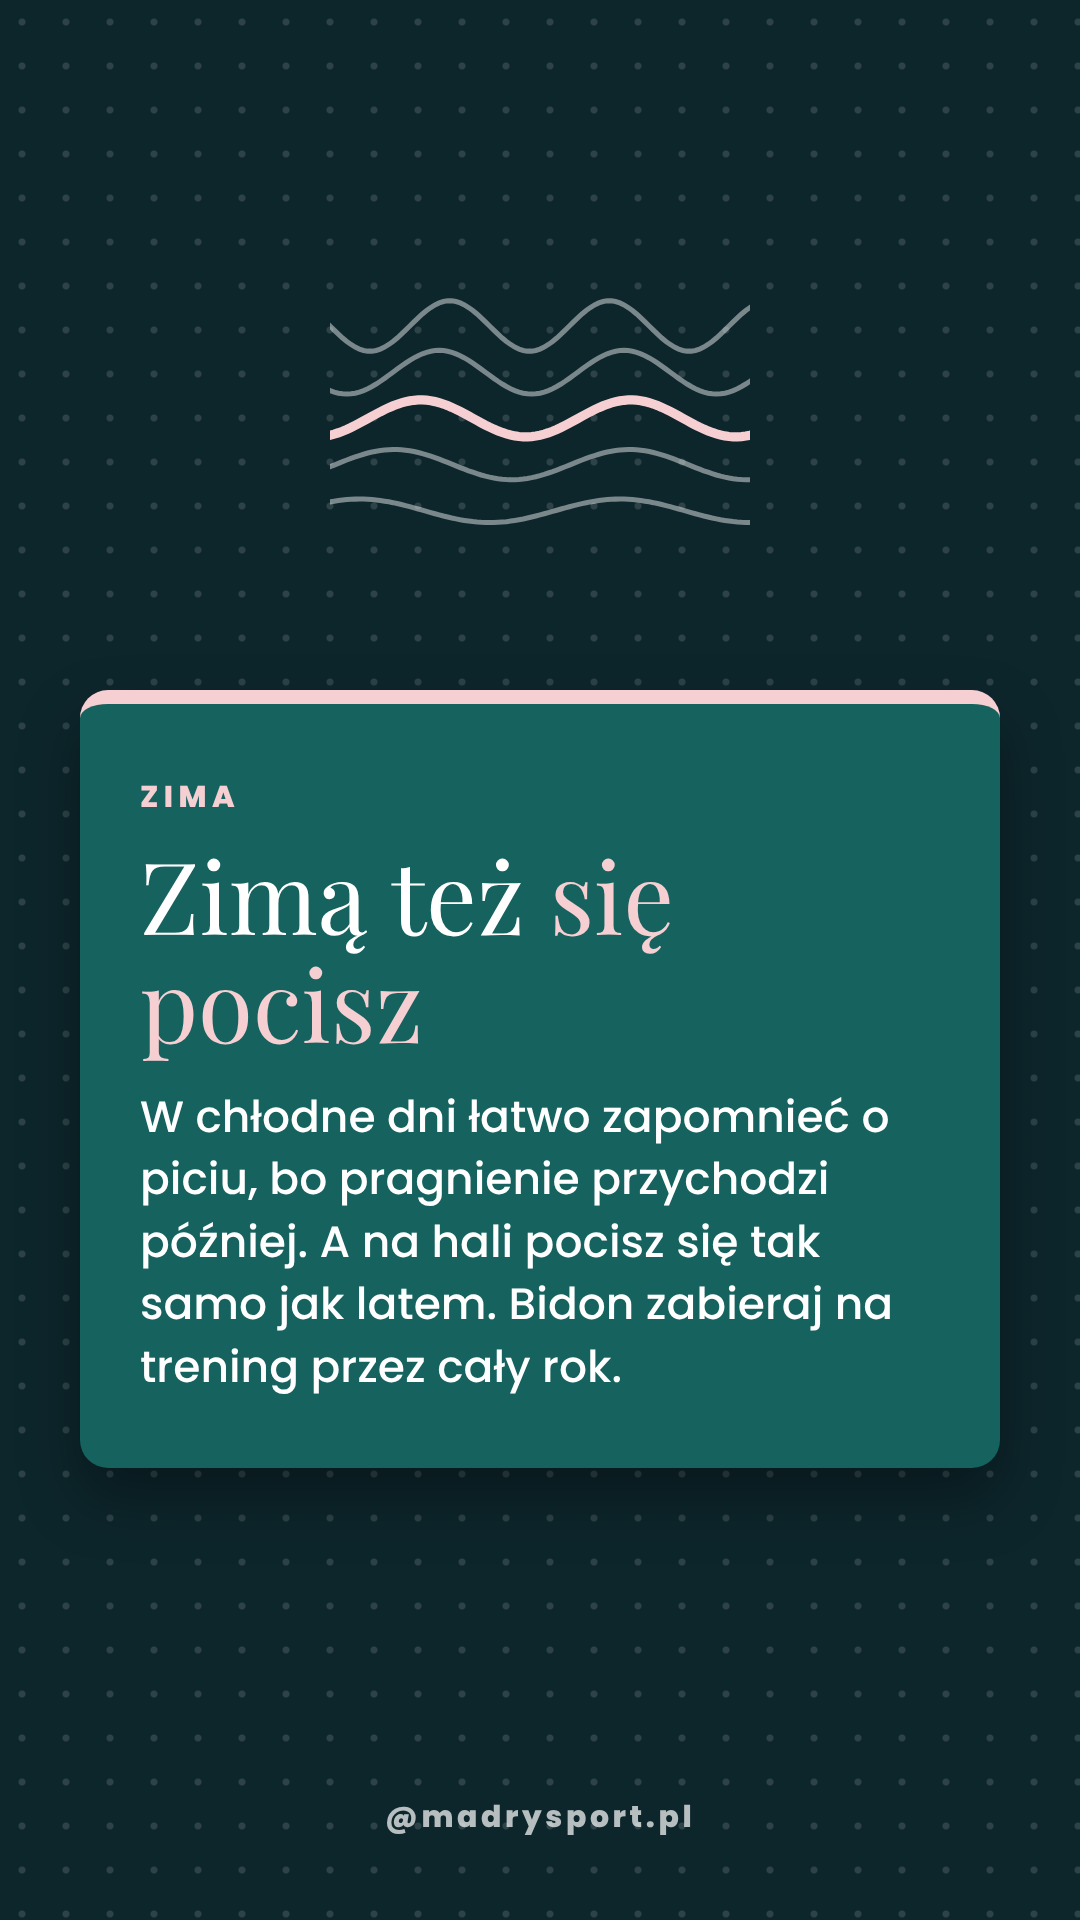 ZIMA
Zimą też się
pocisz
W chłodne dni łatwo zapomnieć o
piciu, bo pragnienie przychodzi
później. A na hali pocisz się tak
samo jak latem. Bidon zabieraj na
trening przez cały rok.
@madrysport.pl